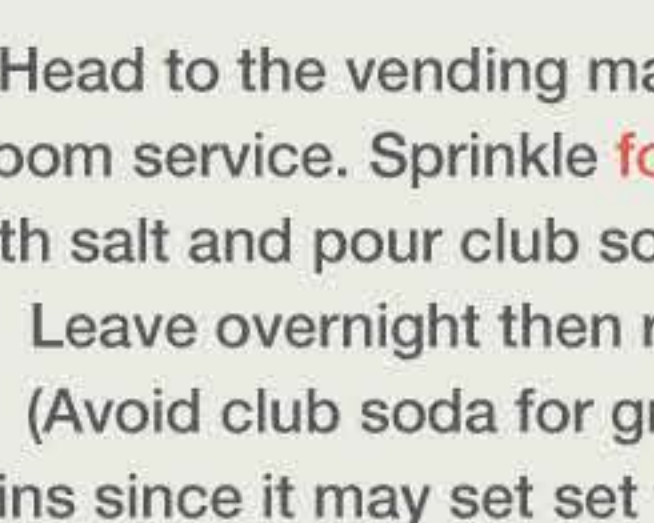 Head to the vending ma
oom service. Sprinkle fo
th salt and pour club so
Leave overnight then r
(Avoid club soda for gr
ins since it may set set